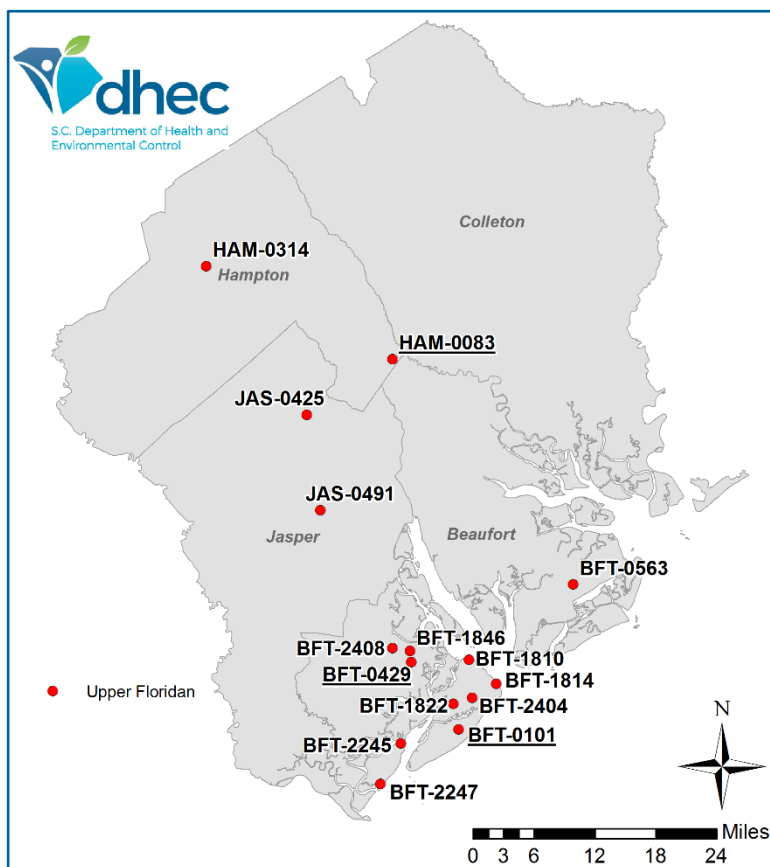 dhec
S.C. Department of Health and
Environmental Control
Colleton
HAM-0314
Hampton
HAM-0083
JAS-0425
JAS-0491
Jasper
Beaufort
BFT-0563
BFT-2408
BFT-1846
BFT-0429
BFT-1810
BFT-1814
Upper Floridan
BFT-1822
BFT-2404
BFT-0101
BFT-2245
BFT-2247
N
Miles
0 3 6 12 18 24